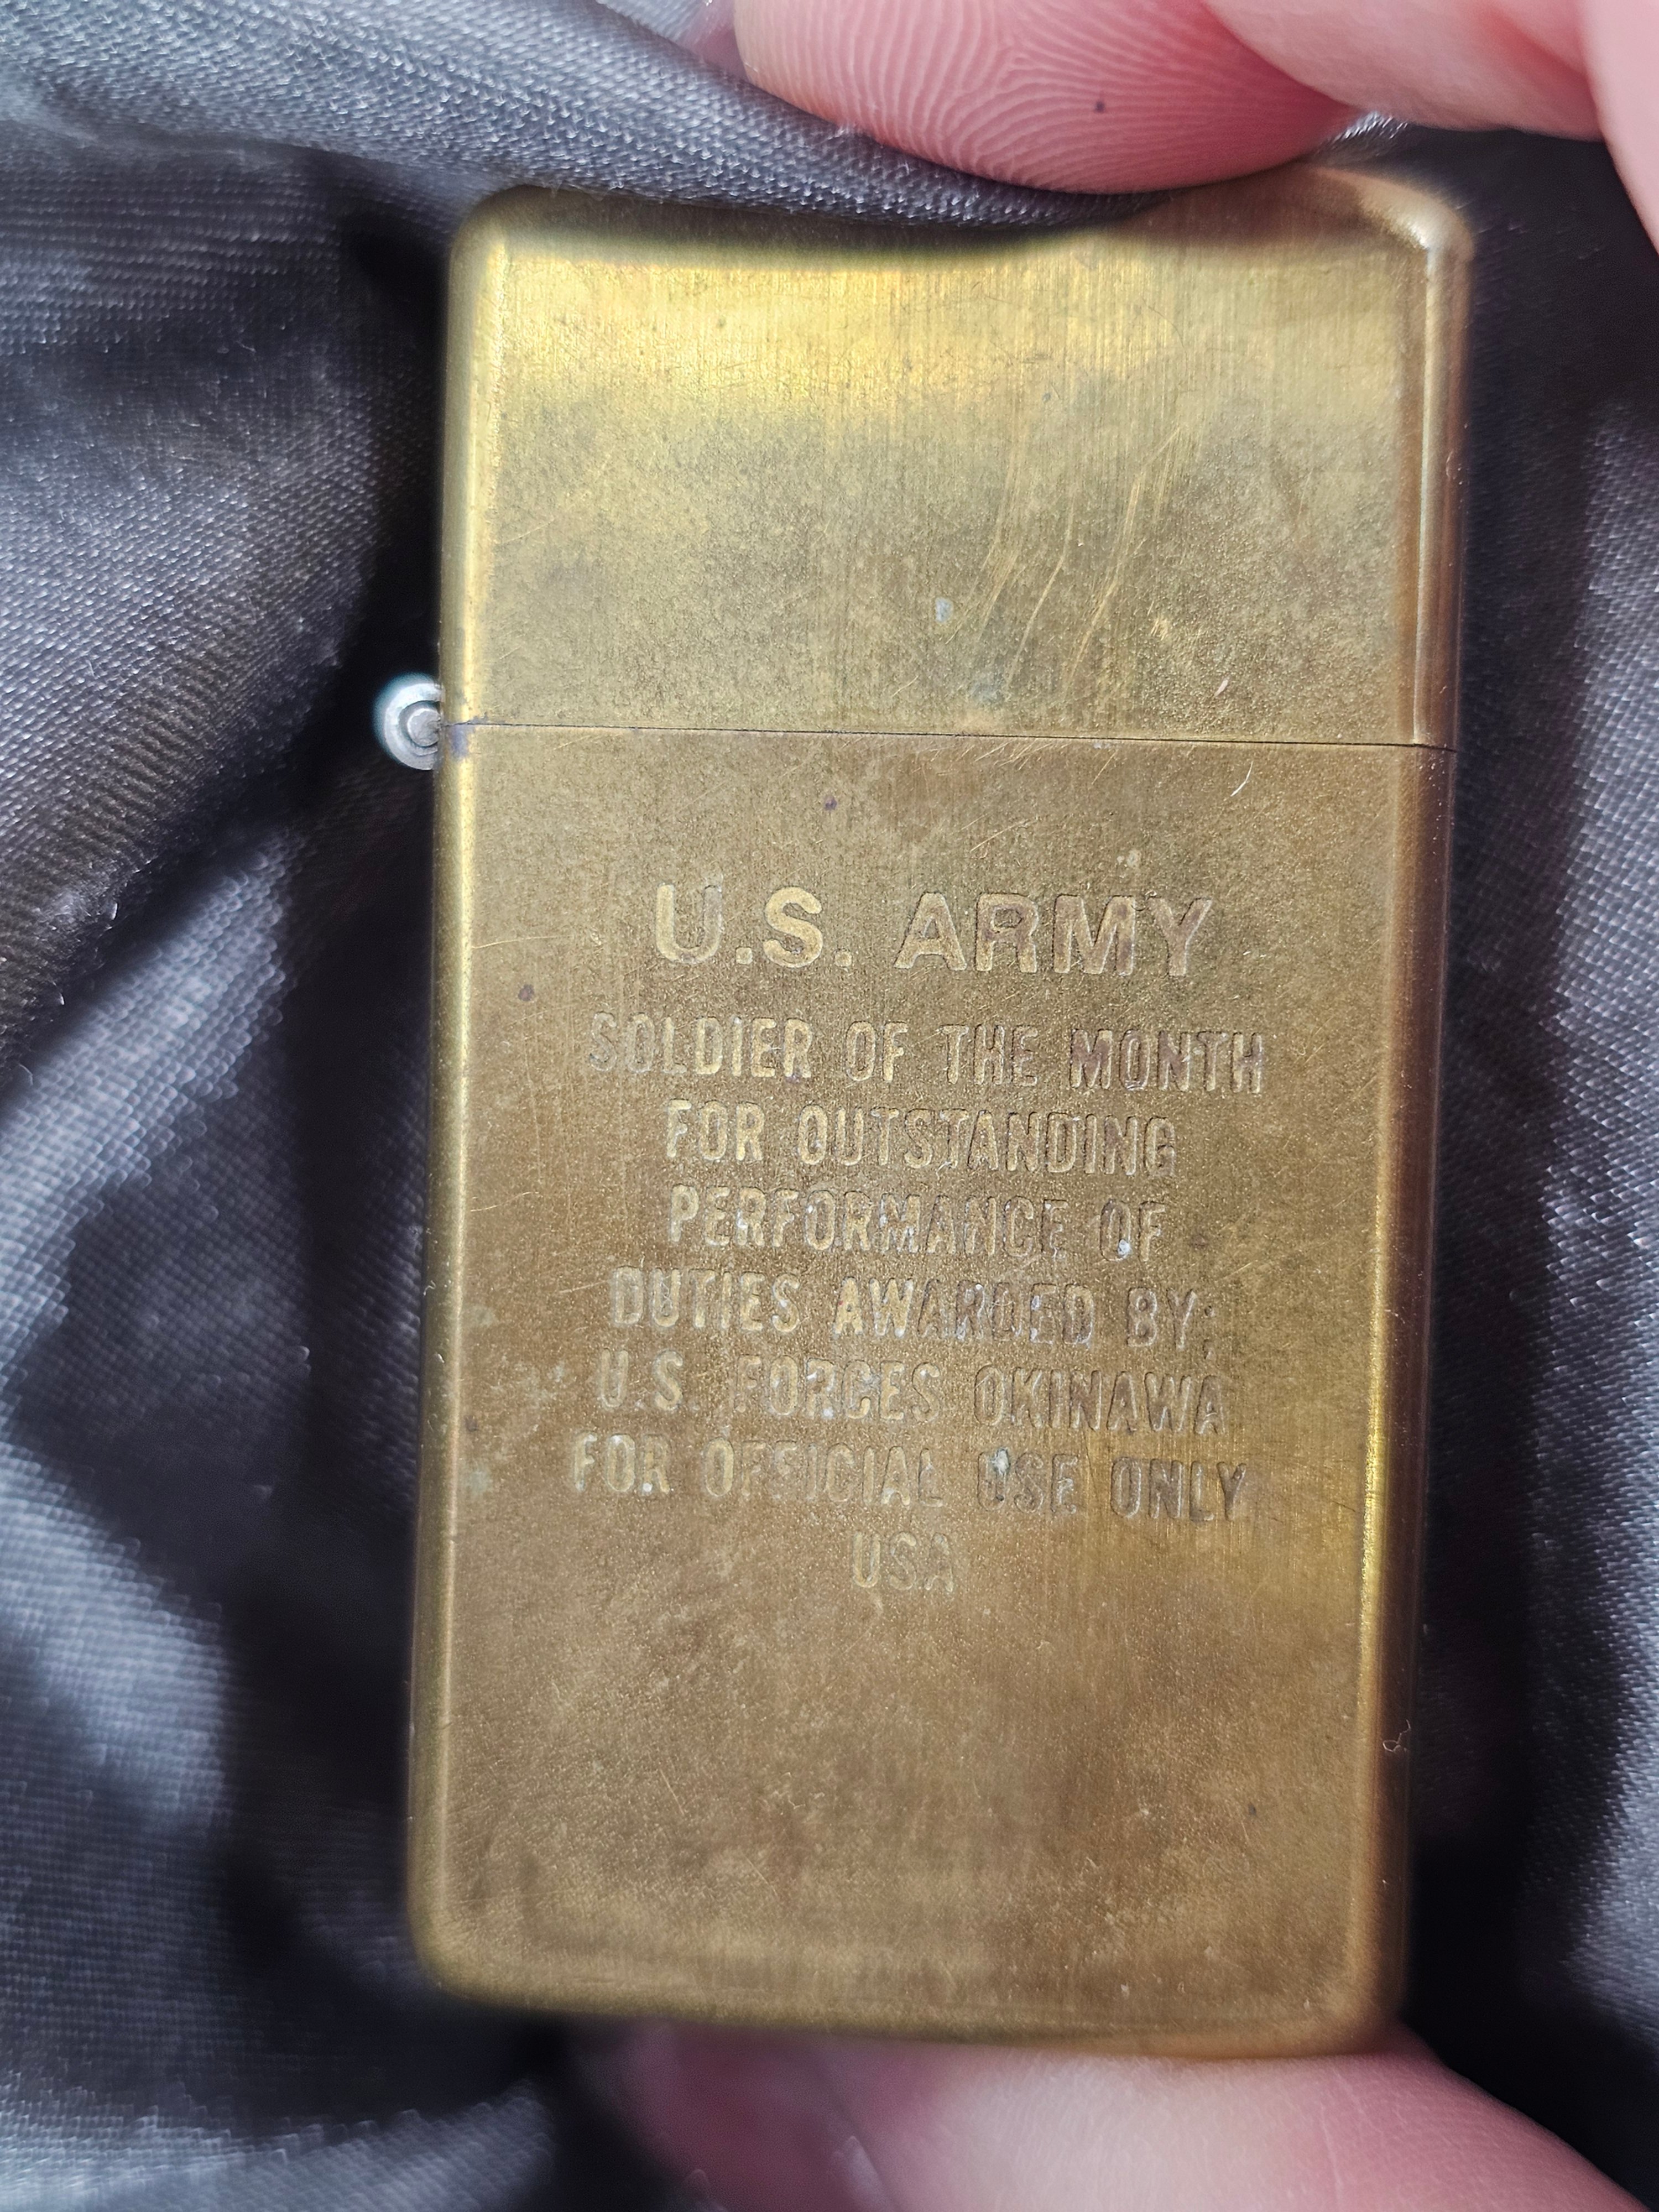 U.S. ARMY
SOLDIER OF THE MONTH
FOR OUTSTANDING
PERFORMANCE OF
DUTIES AWARDED BY;
U.S. FORCES OKINAWA
FOR OFFICIAL USE ONLY
USA